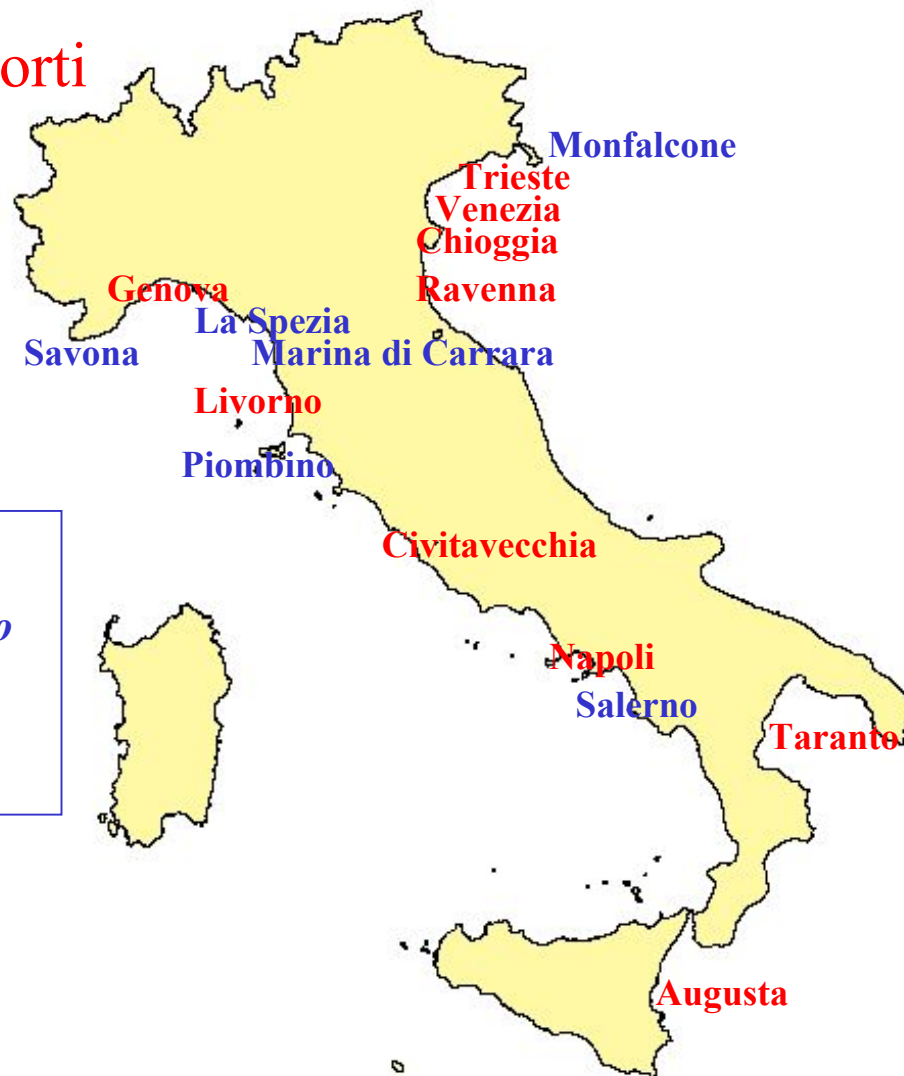 orti
Monfalcone
Trieste
Venezia
Chioggia
Genova
Ravenna
La Spezia
Savona
Marina di Carrara
Livorno
Piombino
Civitavecchia
o
Napoli
Salerno
Taranto
Augusta